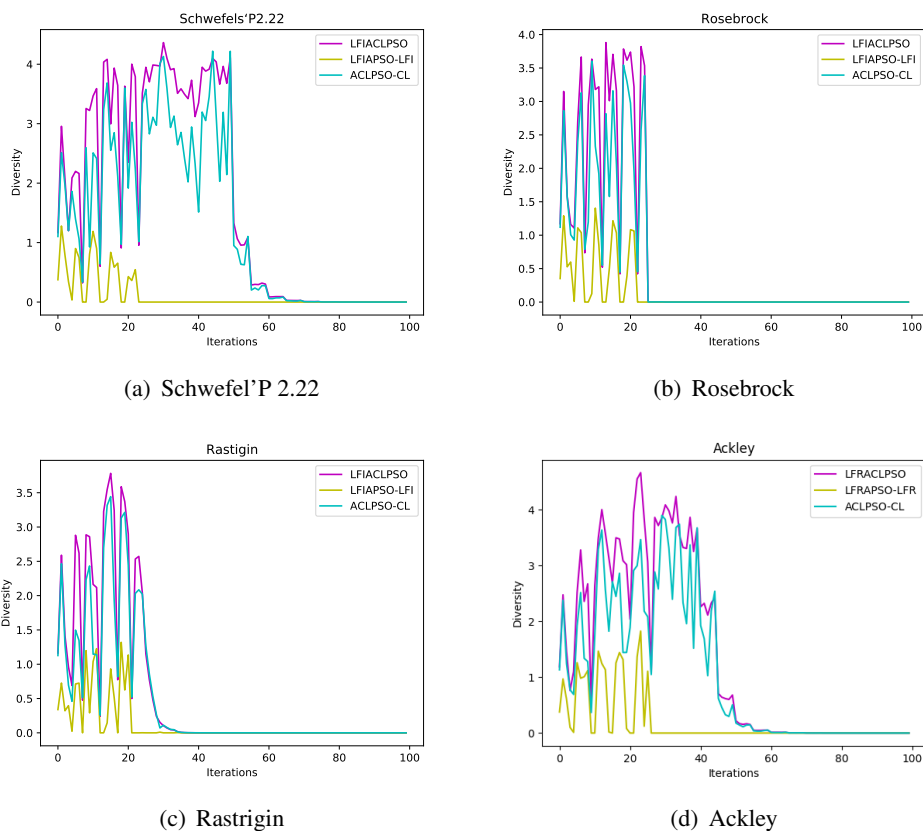 Schwefels'P2.22
Diversity
4
3
2
1
0
LFIACLPSO
LFIAPSO-LFI
ACLPSO-CL
0 20 40 60 80 100
Iterations
(a) Schwefel'P 2.22
Rosebrock
Diversity
4.0
3.5
3.0
2.5
2.0
1.5
1.0
0.5
0.0
LFIACLPSO
LFIAPSO-LFI
ACLPSO-CL
0 20 40 60 80 100
Iterations
(b) Rosebrock
Rastigin
Diversity
3.5
3.0
2.5
2.0
1.5
1.0
0.5
0.0
LFIACLPSO
LFIAPSO-LFI
ACLPSO-CL
0 20 40 60 80 100
Iterations
(c) Rastrigin
Ackley
Diversity
4
3
2
1
0
LFRACLPSO
LFRAPSO-LFR
ACLPSO-CL
0 20 40 60 80 100
Iterations
(d) Ackley